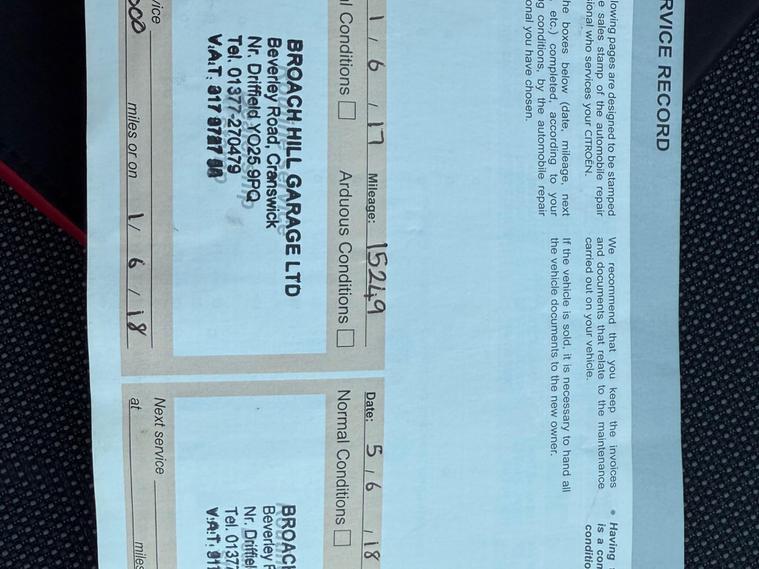 RVICE RECORD
lowing pages are designed to be stamped
e sales stamp of the automobile repair
sional who services your CITROËN.
he boxes below (date, mileage, next
, etc.) completed, according to your
g conditions, by the automobile repair
onal you have chosen.
We recommend that you keep the invoices
and documents that relate to the maintenance
carried out on your vehicle.
If the vehicle is sold, it is necessary to hand all
the vehicle documents to the new owner.
• Having
is a con
conditio
1 / 6 / 17 Mileage: 15249
l Conditions Arduous Conditions
BROACH HILL GARAGE LTD
Beverley Road, Cranswick
Nr. Driffield YO25 9PQ
Tel. 01377-270479
V.A.T. 317 9787 58
vice
000 miles or on 1 / 6 / 18
Date: 5 / 6 / 18
Normal Conditions
BROACH
Beverley R
Nr. Driffiel
Tel. 0137
V.A.T. 31
Next service
at miles